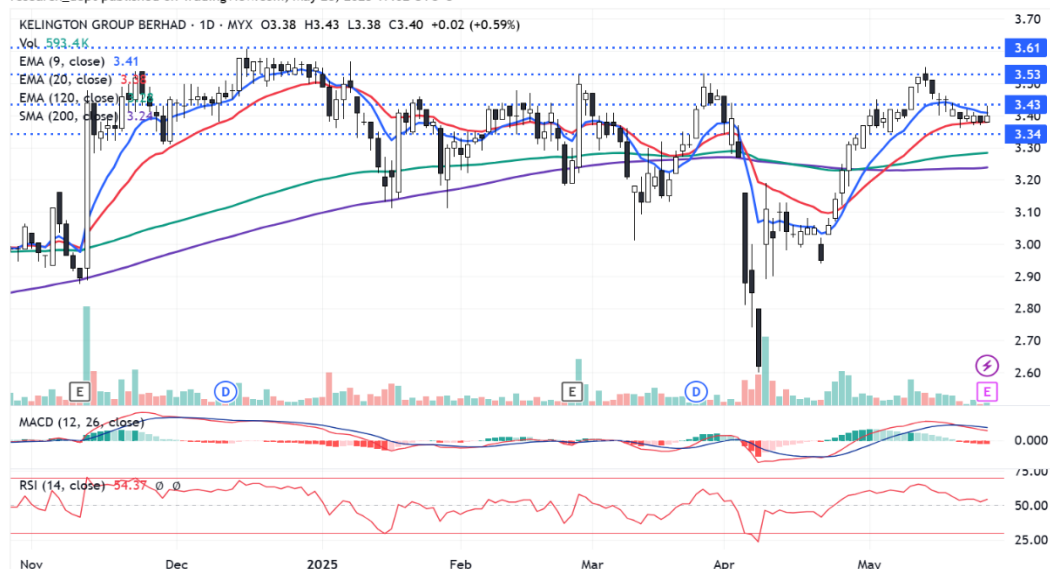 KELINGTON GROUP BERHAD · 1D · MYX O3.38 H3.43 L3.38 C3.40 +0.02 (+0.59%)
Vol 593.4K
EMA (9, close) 3.41
EMA (20, close)
EMA (120, close)
SMA (200, close) 3.24
3.70
3.61
3.53
3.43
3.40
3.34
3.30
3.20
3.10
3.00
2.90
2.80
2.70
2.60
E
D
E
D
E
MACD (12, 26, close)
0.000
75.00
RSI (14, close) 54.37 ∅ ∅
50.00
25.00
Nov Dec 2025 Feb Mar Apr May